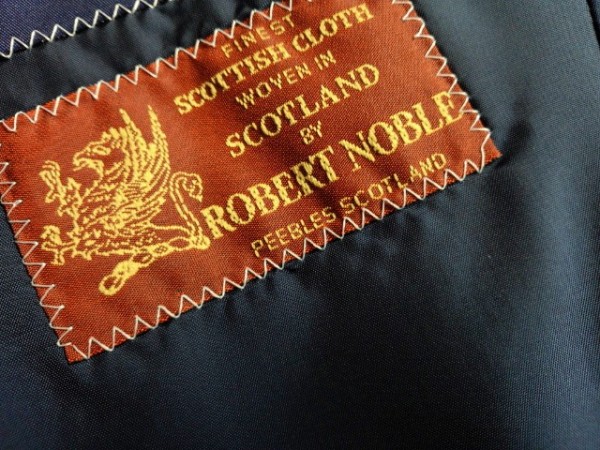 FINEST
SCOTTISH CLOTH
WOVEN IN
SCOTLAND
BY
ROBERT NOBLE
PEEBLES SCOTLAND